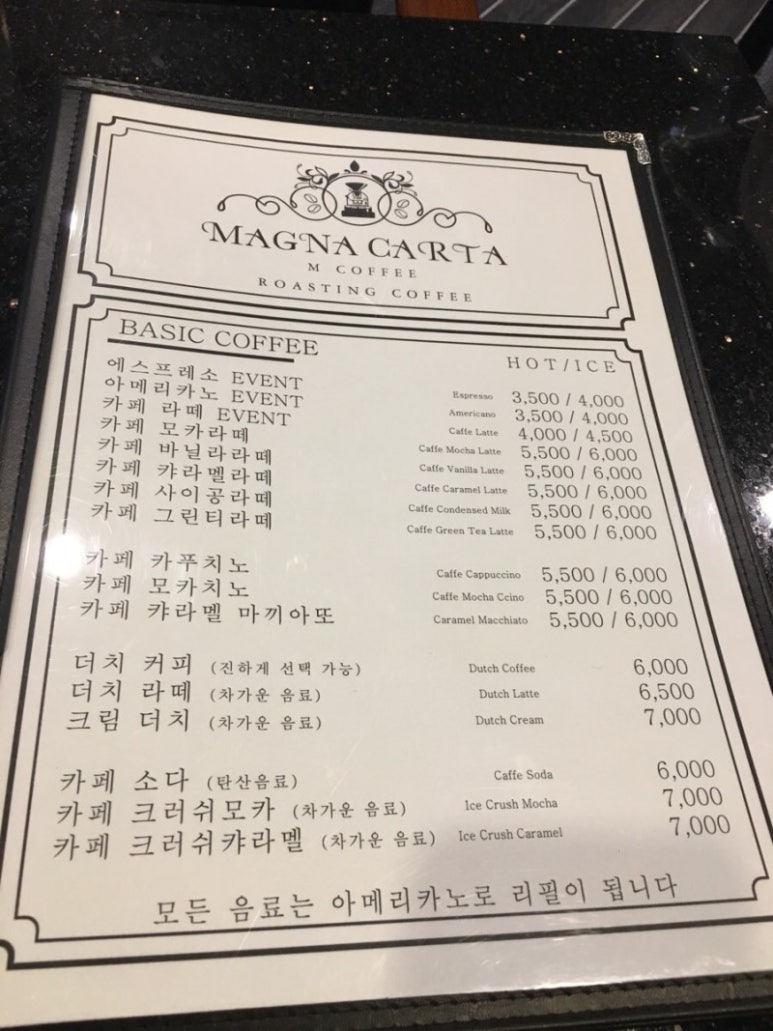 MAGNA CARTA
M COFFEE
ROASTING COFFEE
BASIC COFFEE
HOT/ICE
에스프레소 EVENT Espresso 3,500 / 4,000
아메리카노 EVENT Americano 3,500 / 4,000
카페 라떼 EVENT Caffe Latte 4,000 / 4,500
카페 모카라떼 Caffe Mocha Latte 5,500 / 6,000
카페 바닐라라떼 Caffe Vanilla Latte 5,500 / 6,000
카페 캬라멜라떼 Caffe Caramel Latte 5,500 / 6,000
카페 사이공라떼 Caffe Condensed Milk 5,500 / 6,000
카페 그린티라떼 Caffe Green Tea Latte 5,500 / 6,000
카페 카푸치노 Caffe Cappuccino 5,500 / 6,000
카페 모카치노 Caffe Mocha Ccino 5,500 / 6,000
카페 캬라멜 마끼아또 Caramel Macchiato 5,500 / 6,000
더치 커피 (진하게 선택 가능) Dutch Coffee 6,000
더치 라떼 (차가운 음료) Dutch Latte 6,500
크림 더치 (차가운 음료) Dutch Cream 7,000
카페 소다 (탄산음료) Caffe Soda 6,000
카페 크러쉬모카 (차가운 음료) Ice Crush Mocha 7,000
카페 크러쉬캬라멜 (차가운 음료) Ice Crush Caramel 7,000
모든 음료는 아메리카노로 리필이 됩니다